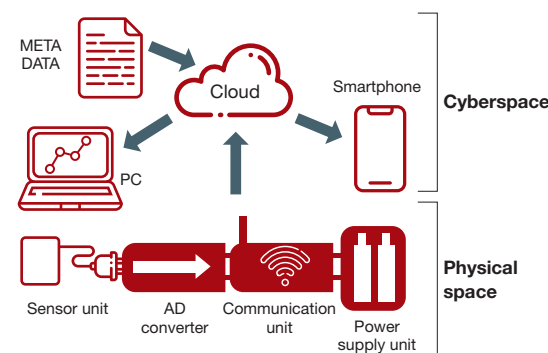 META
DATA
Cloud
Smartphone
Cyberspace
PC
Physical
space
Sensor unit
AD
converter
Communication
unit
Power
supply unit